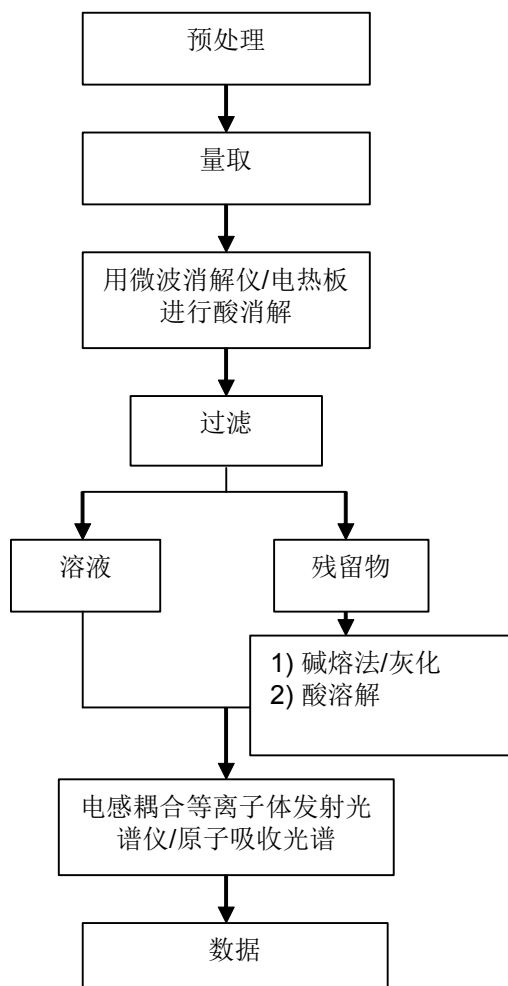 预处理
量取
用微波消解仪/电热板
进行酸消解
过滤
溶液
残留物
1) 碱熔法/灰化
2) 酸溶解
电感耦合等离子体发射光
谱仪/原子吸收光谱
数据